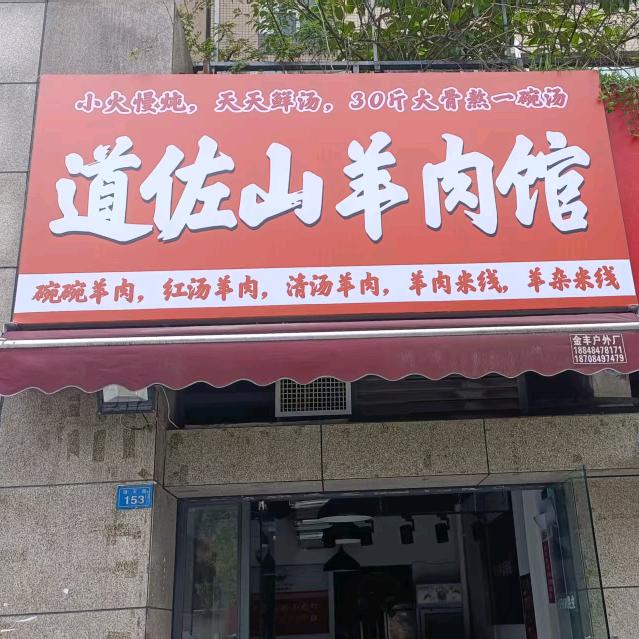 小火慢炖，天天鲜汤，30斤大骨熬一碗汤
道佐山羊肉馆
碗碗羊肉，红汤羊肉，清汤羊肉，羊肉米线，羊杂米线
金丰户外厂
18848478171
18708497479
153